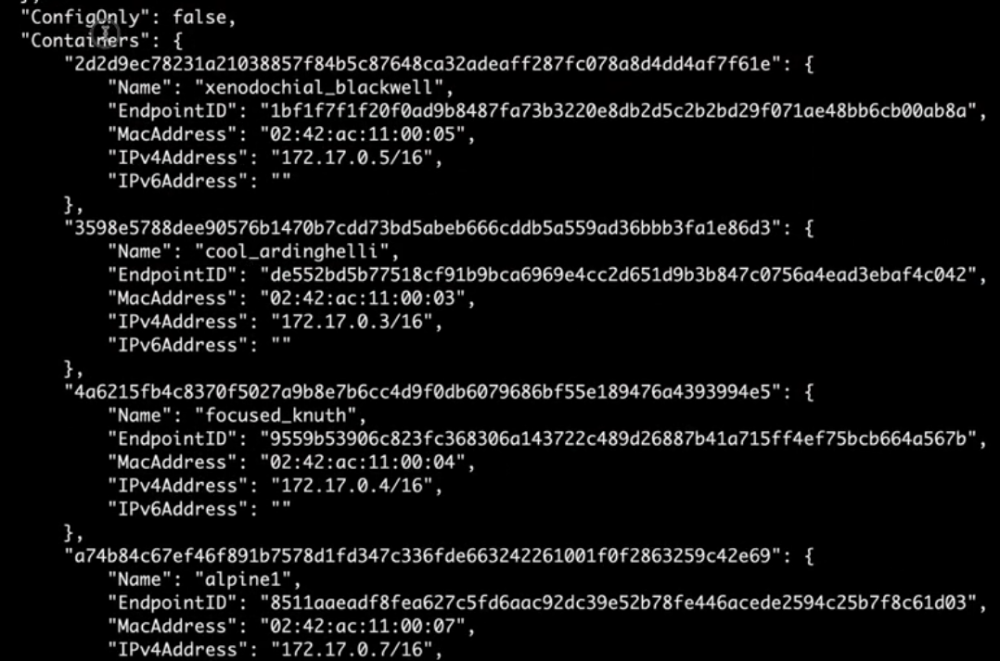 "ConfigOnly": false,
"Containers": {
"2d2d9ec78231a21038857f84b5c87648ca32adeaff287fc078a8d4dd4af7f61e": {
"Name": "xenodochial_blackwell",
"EndpointID": "1bf1f7f1f20f0ad9b8487fa73b3220e8db2d5c2b2bd29f071ae48bb6cb00ab8a",
"MacAddress": "02:42:ac:11:00:05",
"IPv4Address": "172.17.0.5/16",
"IPv6Address": ""
},
"3598e5788dee90576b1470b7cdd73bd5abeb666cddb5a559ad36bbb3fa1e86d3": {
"Name": "cool_ardinghelli",
"EndpointID": "de552bd5b77518cf91b9bca6969e4cc2d651d9b3b847c0756a4ead3ebaf4c042",
"MacAddress": "02:42:ac:11:00:03",
"IPv4Address": "172.17.0.3/16",
"IPv6Address": ""
},
"4a6215fb4c8370f5027a9b8e7b6cc4d9f0db6079686bf55e189476a4393994e5": {
"Name": "focused_knuth",
"EndpointID": "9559b53906c823fc368306a143722c489d26887b41a715ff4ef75bcb664a567b",
"MacAddress": "02:42:ac:11:00:04",
"IPv4Address": "172.17.0.4/16",
"IPv6Address": ""
},
"a74b84c67ef46f891b7578d1fd347c336fde663242261001f0f2863259c42e69": {
"Name": "alpine1",
"EndpointID": "8511aaeadf8fea627c5fd6aac92dc39e52b78fe446acede2594c25b7f8c61d03",
"MacAddress": "02:42:ac:11:00:07",
"IPv4Address": "172.17.0.7/16",